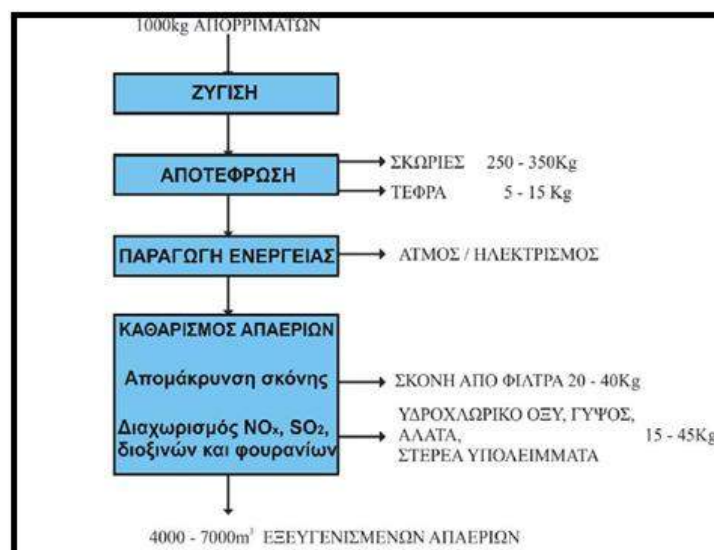 1000kg ΑΠΟΡΡΙΜΑΤΩΝ
ΖΥΓΙΣΗ
ΑΠΟΤΕΦΡΩΣΗ
ΣΚΩΡΙΕΣ 250 - 350Kg
ΤΕΦΡΑ 5 - 15 Kg
ΠΑΡΑΓΩΓΗ ΕΝΕΡΓΕΙΑΣ
ΑΤΜΟΣ / ΗΛΕΚΤΡΙΣΜΟΣ
ΚΑΘΑΡΙΣΜΟΣ ΑΠΑΕΡΙΩΝ
Απομάκρυνση σκόνης
ΣΚΟΝΗ ΑΠΟ ΦΙΛΤΡΑ 20 - 40Kg
Διαχωρισμός NOx, SO2,
διοξινών και φουρανίων
ΥΔΡΟΧΛΩΡΙΚΟ ΟΞΥ, ΓΥΨΟΣ,
ΑΛΑΤΑ, 15 - 45Kg
ΣΤΕΡΕΑ ΥΠΟΛΕΙΜΜΑΤΑ
4000 - 7000m³ ΕΞΕΥΓΕΝΙΣΜΕΝΩΝ ΑΠΑΕΡΙΩΝ